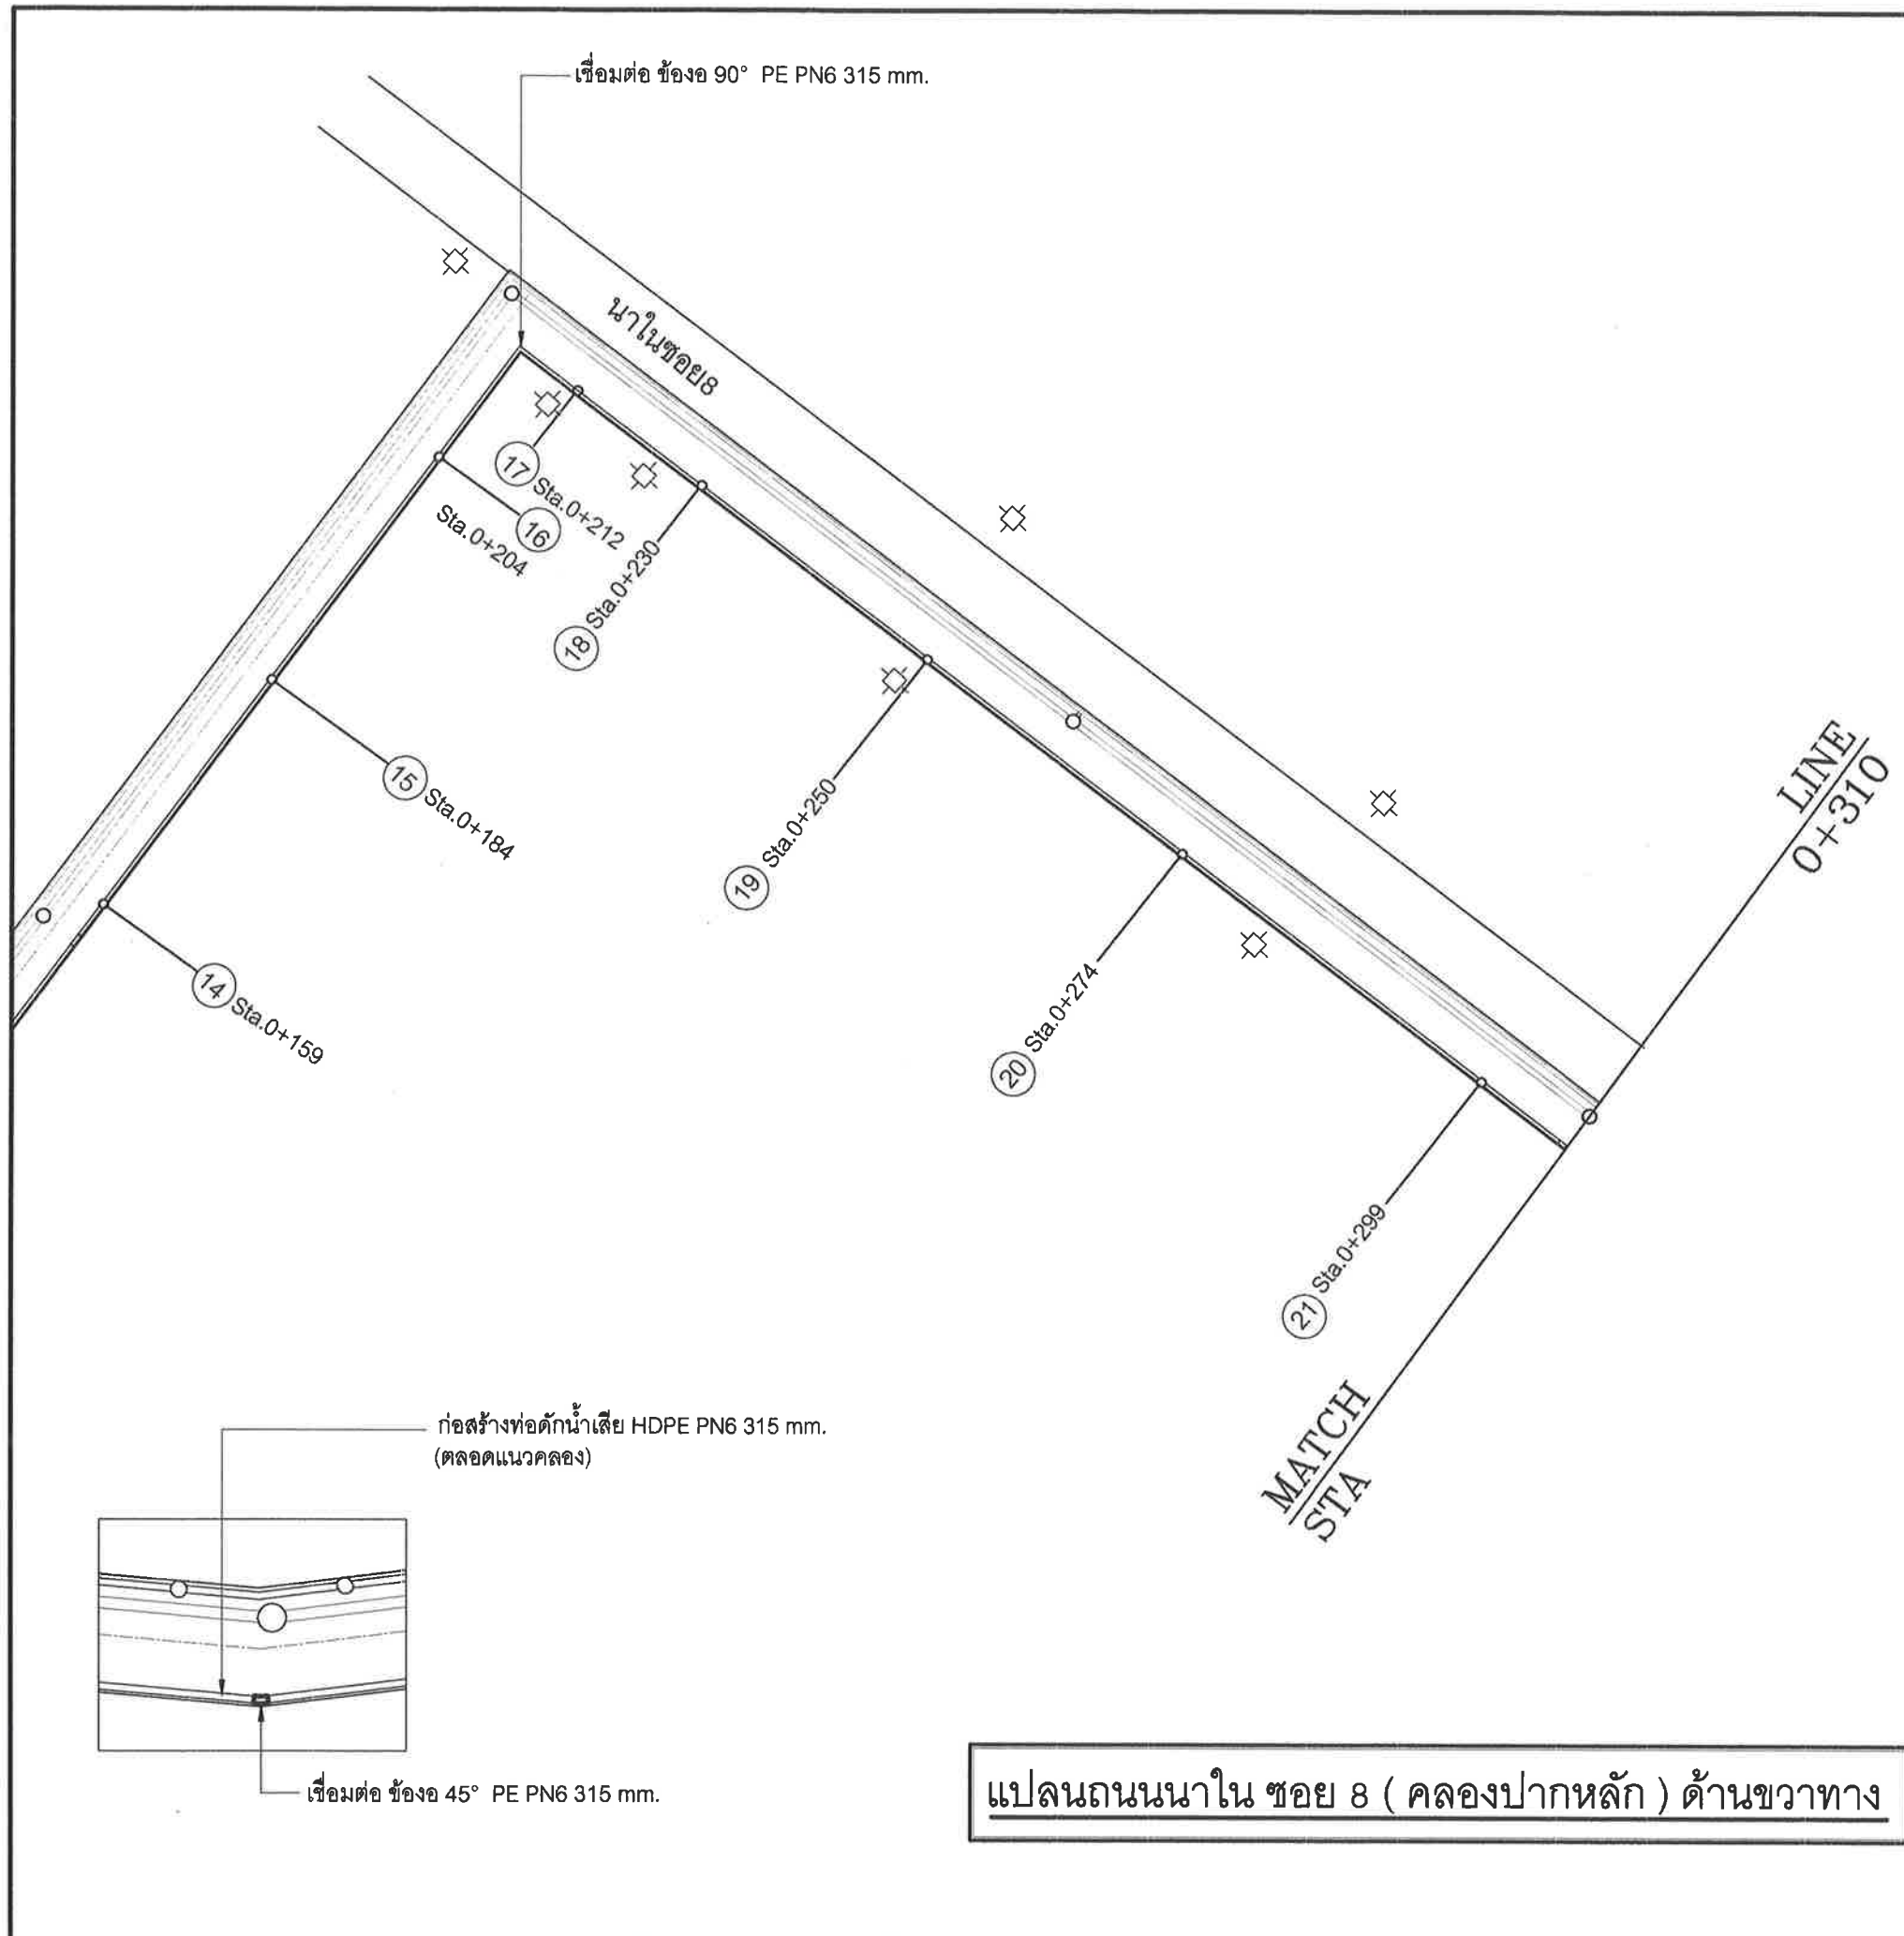 เชื่อมต่อ ข้องอ 90° PE PN6 315 mm.
นาในซอย8
17 Sta.0+212
16
Sta.0+204
18 Sta.0+230
15 Sta.0+184
19 Sta.0+250
14 Sta.0+159
20 Sta.0+274
21 Sta.0+299
LINE
0+310
MATCH
STA
ก่อสร้างท่อดักน้ำเสีย HDPE PN6 315 mm.
(ตลอดแนวคลอง)
เชื่อมต่อ ข้องอ 45° PE PN6 315 mm.
แปลนถนนนาใน ซอย 8 ( คลองปากหลัก ) ด้านขวาทาง